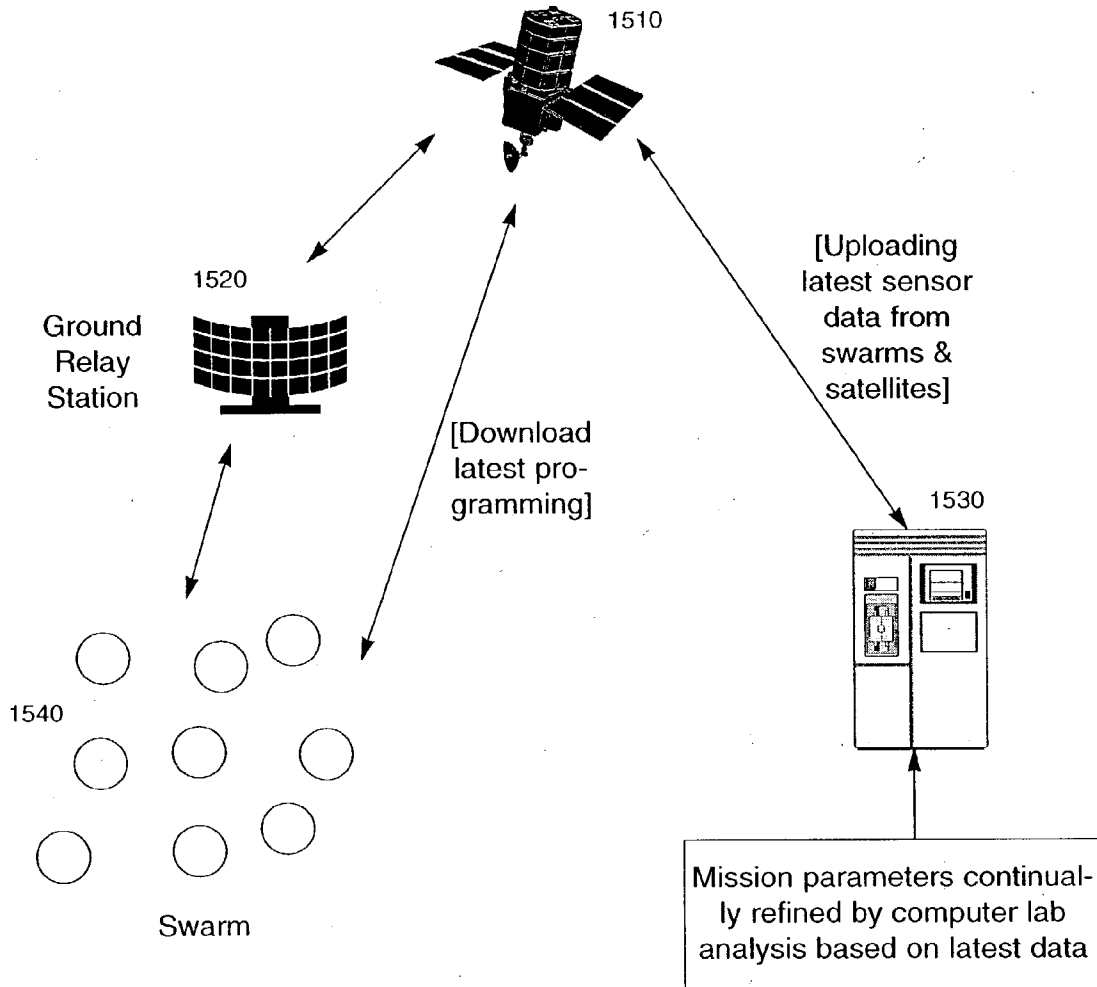 1510
[Uploading
latest sensor
data from
swarms &
satellites]
1520
Ground
Relay
Station
[Download
latest pro-
gramming]
1530
1540
Swarm
Mission parameters continual-
ly refined by computer lab
analysis based on latest data